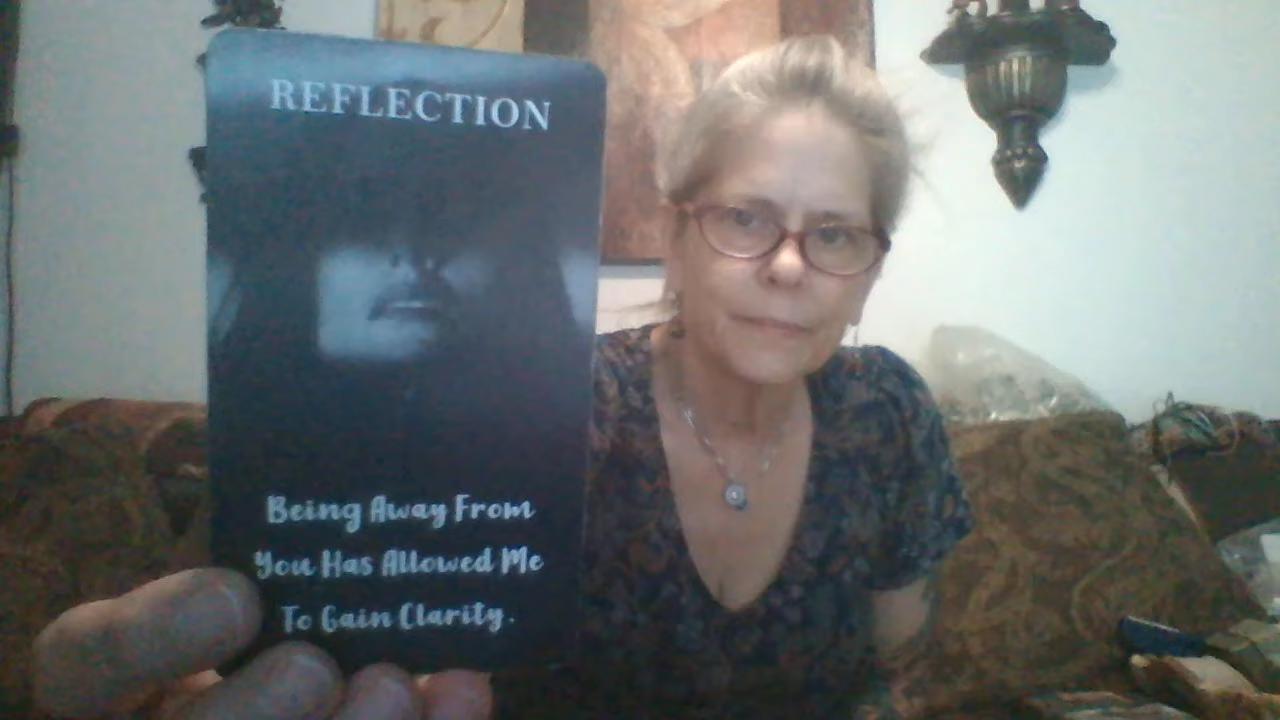 REFLECTION
Being Away From
You Has Allowed Me
To Gain Clarity.